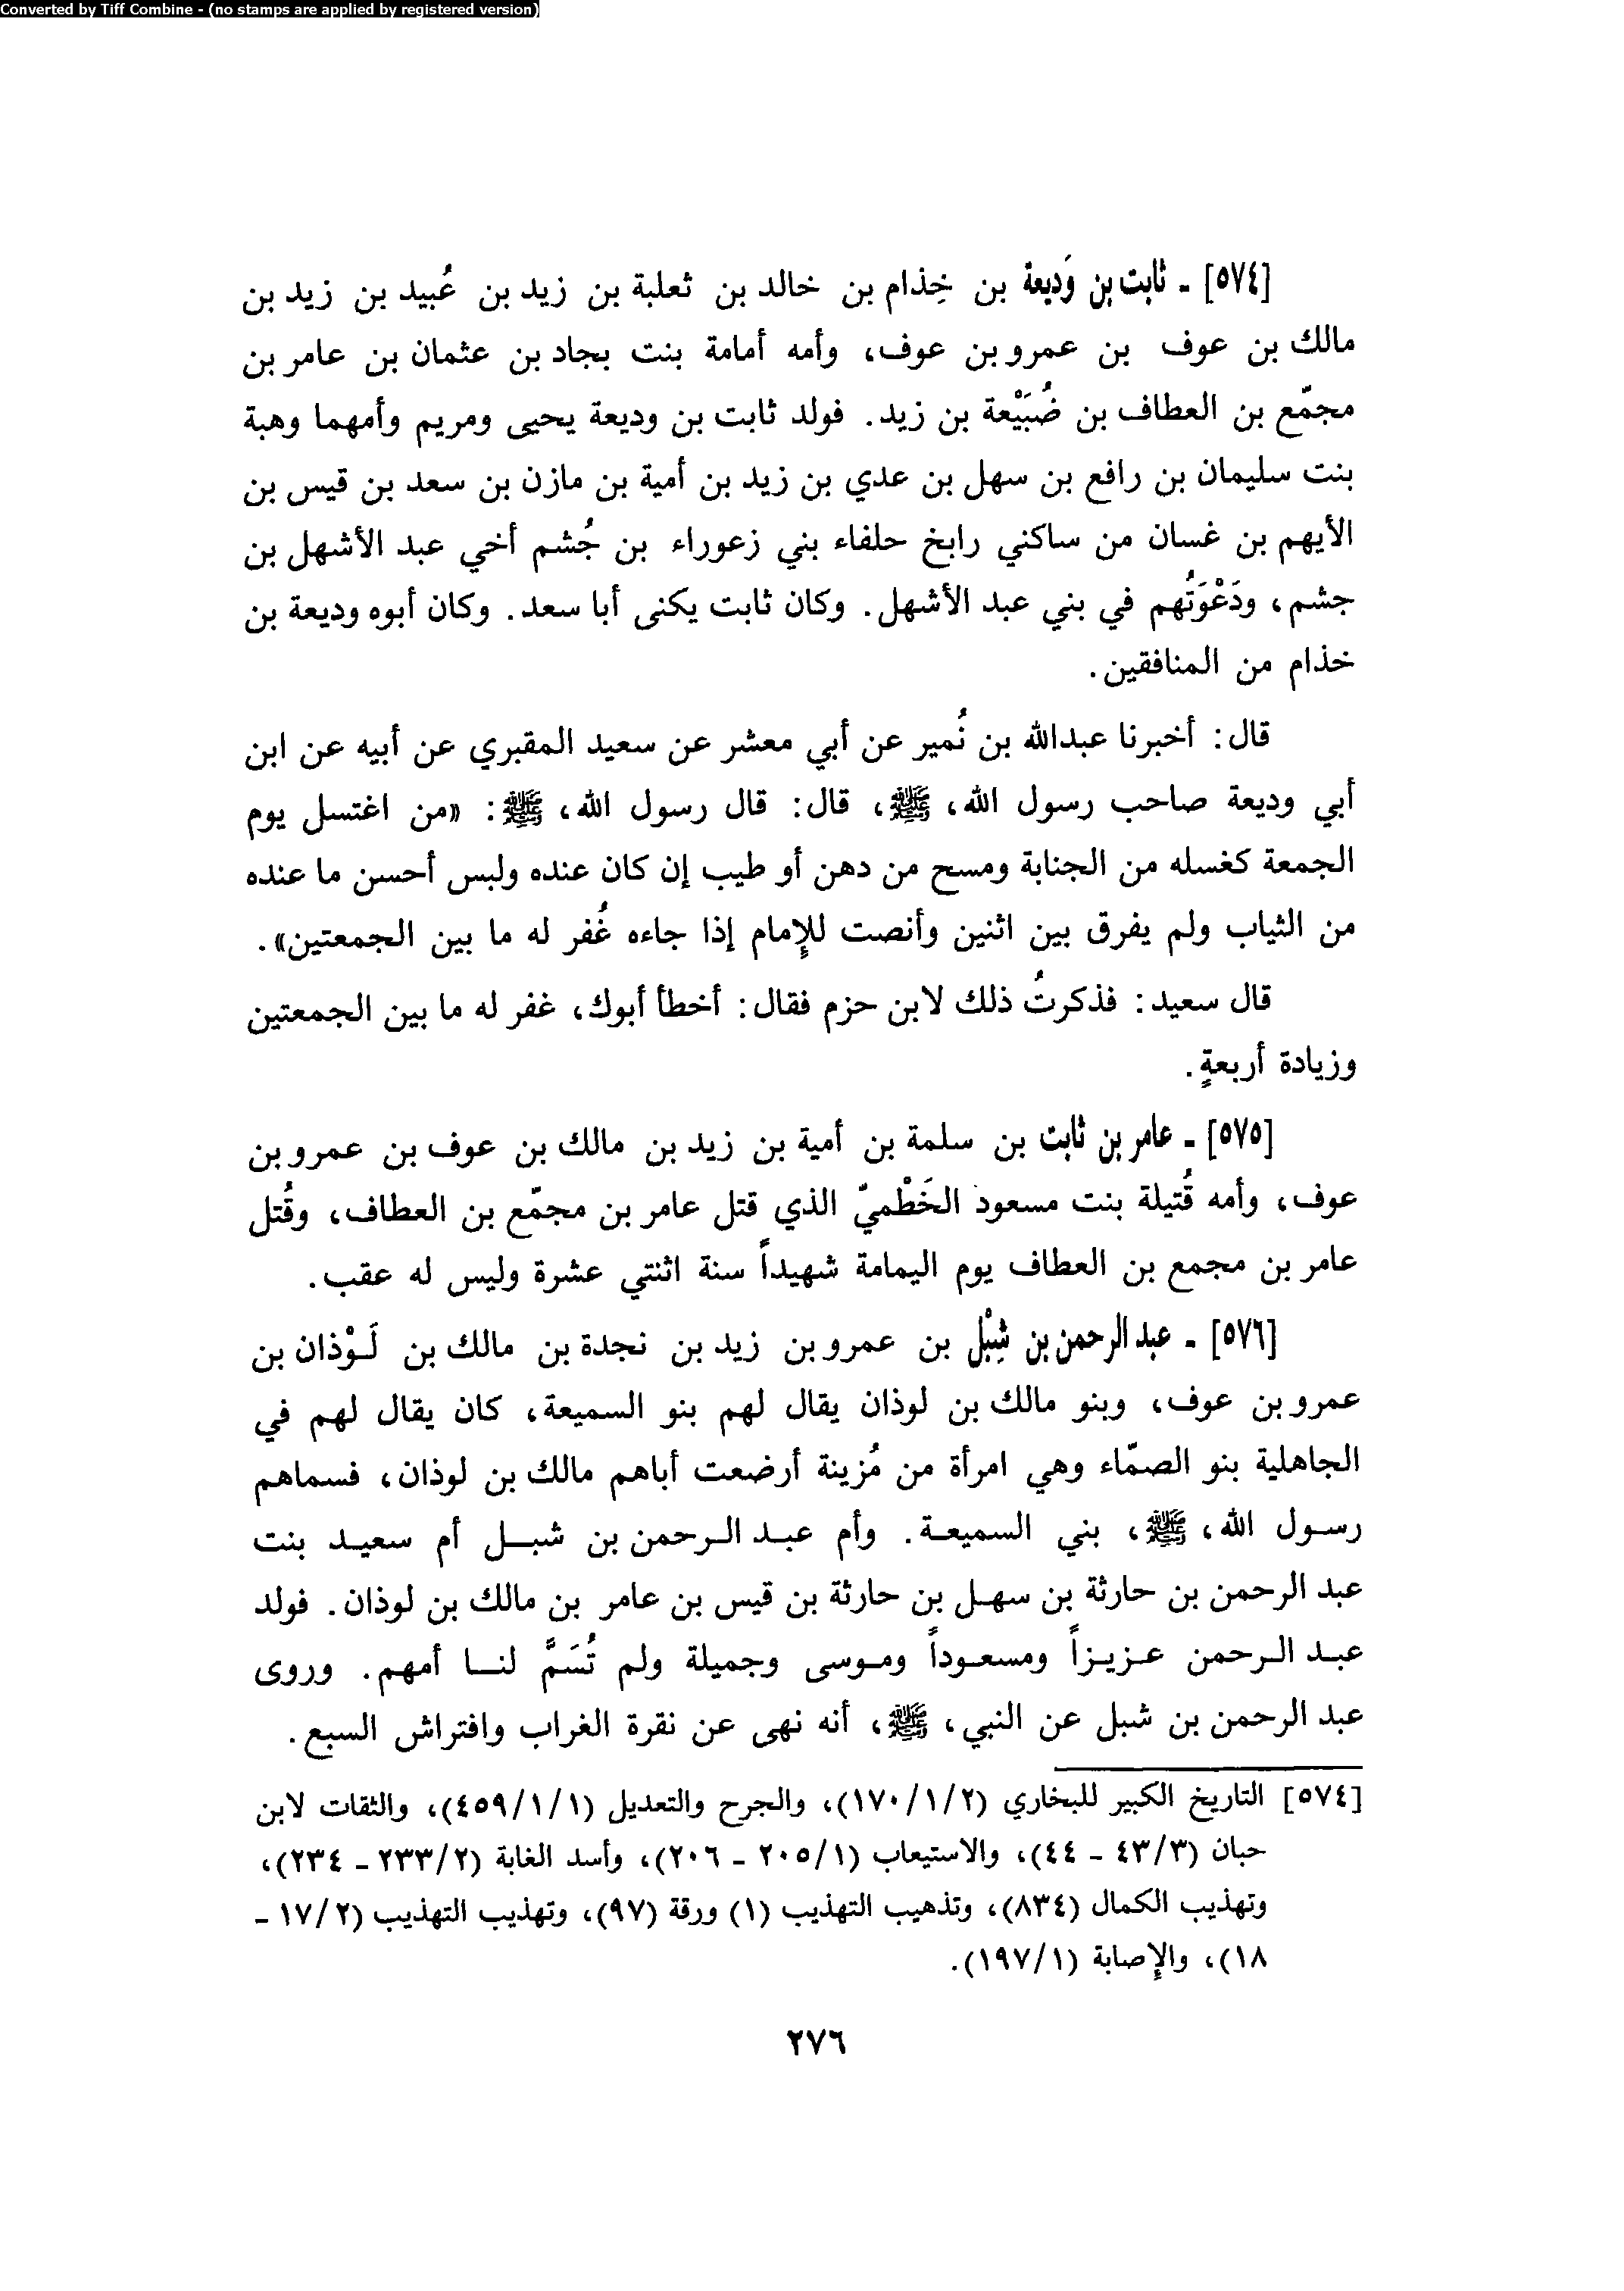 Converted by Tiff Combine - (no stamps are applied by registered version)
[٥٧٤] ـ ثابت بن وَديعة بن خِذام بن خالد بن ثعلبة بن زيد بن عُبيد بن زيد بن
مالك بن عوف بن عمرو بن عوف، وأمه أمامة بنت بجاد بن عثمان بن عامر بن
مجمّع بن العطاف بن ضُبَيْعة بن زيد. فولد ثابت بن وديعة يحيى ومريم وأمهما وهبة
بنت سليمان بن رافع بن سهل بن عدي بن زيد بن أمية بن مازن بن سعد بن قيس بن
الأيهم بن غسان من ساكني رابخ حلفاء بني زعوراء بن جُشم أخي عبد الأشهل بن
جشم، ودَعْوَتُهم في بني عبد الأشهل. وكان ثابت يكنى أبا سعد. وكان أبوه وديعة بن
خذام من المنافقين.
قال: أخبرنا عبدالله بن نُمير عن أبي معشر عن سعيد المقبري عن أبيه عن ابن
أبي وديعة صاحب رسول الله، ﷺ، قال: قال رسول الله، ﷺ: «من اغتسل يوم
الجمعة كغسله من الجنابة ومسح من دهن أو طيب إن كان عنده ولبس أحسن ما عنده
من الثياب ولم يفرق بين اثنين وأنصت للإمام إذا جاءه غُفر له ما بين الجمعتين».
قال سعيد: فذكرتُ ذلك لابن حزم فقال: أخطأ أبوك، غفر له ما بين الجمعتين
وزيادة أربعةٍ.
[٥٧٥] ـ عامر بن ثابت بن سلمة بن أمية بن زيد بن مالك بن عوف بن عمرو بن
عوف، وأمه قُتيلة بنت مسعود الخَطْميّ الذي قتل عامر بن مجمّع بن العطاف، وقُتل
عامر بن مجمع بن العطاف يوم اليمامة شهيداً سنة اثنتي عشرة وليس له عقب.
[٥٧٦] ـ عبد الرحمن بن شِبْل بن عمرو بن زيد بن نجدة بن مالك بن لَـوْذان بن
عمرو بن عوف، وبنو مالك بن لوذان يقال لهم بنو السميعة، كان يقال لهم في
الجاهلية بنو الصمّاء وهي امرأة من مُزينة أرضعت أباهم مالك بن لوذان، فسماهم
رسـول الله، ﷺ، بني السميعـة. وأم عبـد الـرحمن بن شبـل أم سعيـد بنت
عبد الرحمن بن حارثة بن سهـل بن حارثة بن قيس بن عامر بن مالك بن لوذان. فولد
عبـد الـرحمن عـزيـزاً ومسعـوداً ومـوسى وجميلة ولم تُسَمَّ لنـا أمهم. وروى
عبد الرحمن بن شبل عن النبي، ﷺ، أنه نهى عن نقرة الغراب وافتراش السبع.
[٥٧٤] التاريخ الكبير للبخاري (١٧٠/١/٢)، والجرح والتعديل (٤٥٩/١/١)، والثقات لابن
حبان (٤٣/٣ ـ ٤٤)، والاستيعاب (٢٠٥/١ ـ ٢٠٦)، وأسد الغابة (٢٣٣/٢ ـ ٢٣٤)،
وتهذيب الكمال (٨٣٤)، وتذهيب التهذيب (١) ورقة (٩٧)، وتهذيب التهذيب (١٧/٢ ـ
١٨)، والإصابة (١٩٧/١).
٢٧٦